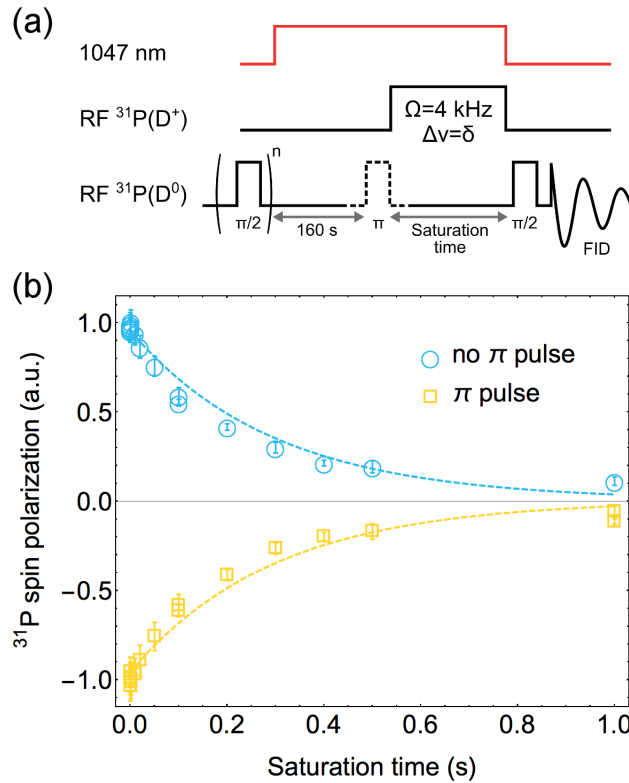 (a)
1047 nm
RF ³¹P(D⁺)
Ω=4 kHz
Δν=δ
RF ³¹P(D⁰)
n
π/2
160 s
π
Saturation
time
π/2
FID
(b)
³¹P spin polarization (a.u.)
1.0
0.5
0.0
−0.5
−1.0
no π pulse
π pulse
0.0 0.2 0.4 0.6 0.8 1.0
Saturation time (s)